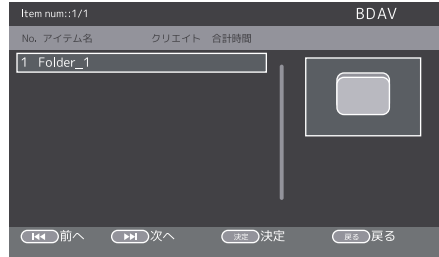 Item num::1/1 BDAV
No. アイテム名 クリエイト 合計時間
1 Folder_1
前へ 次へ 決定 決定 戻る 戻る